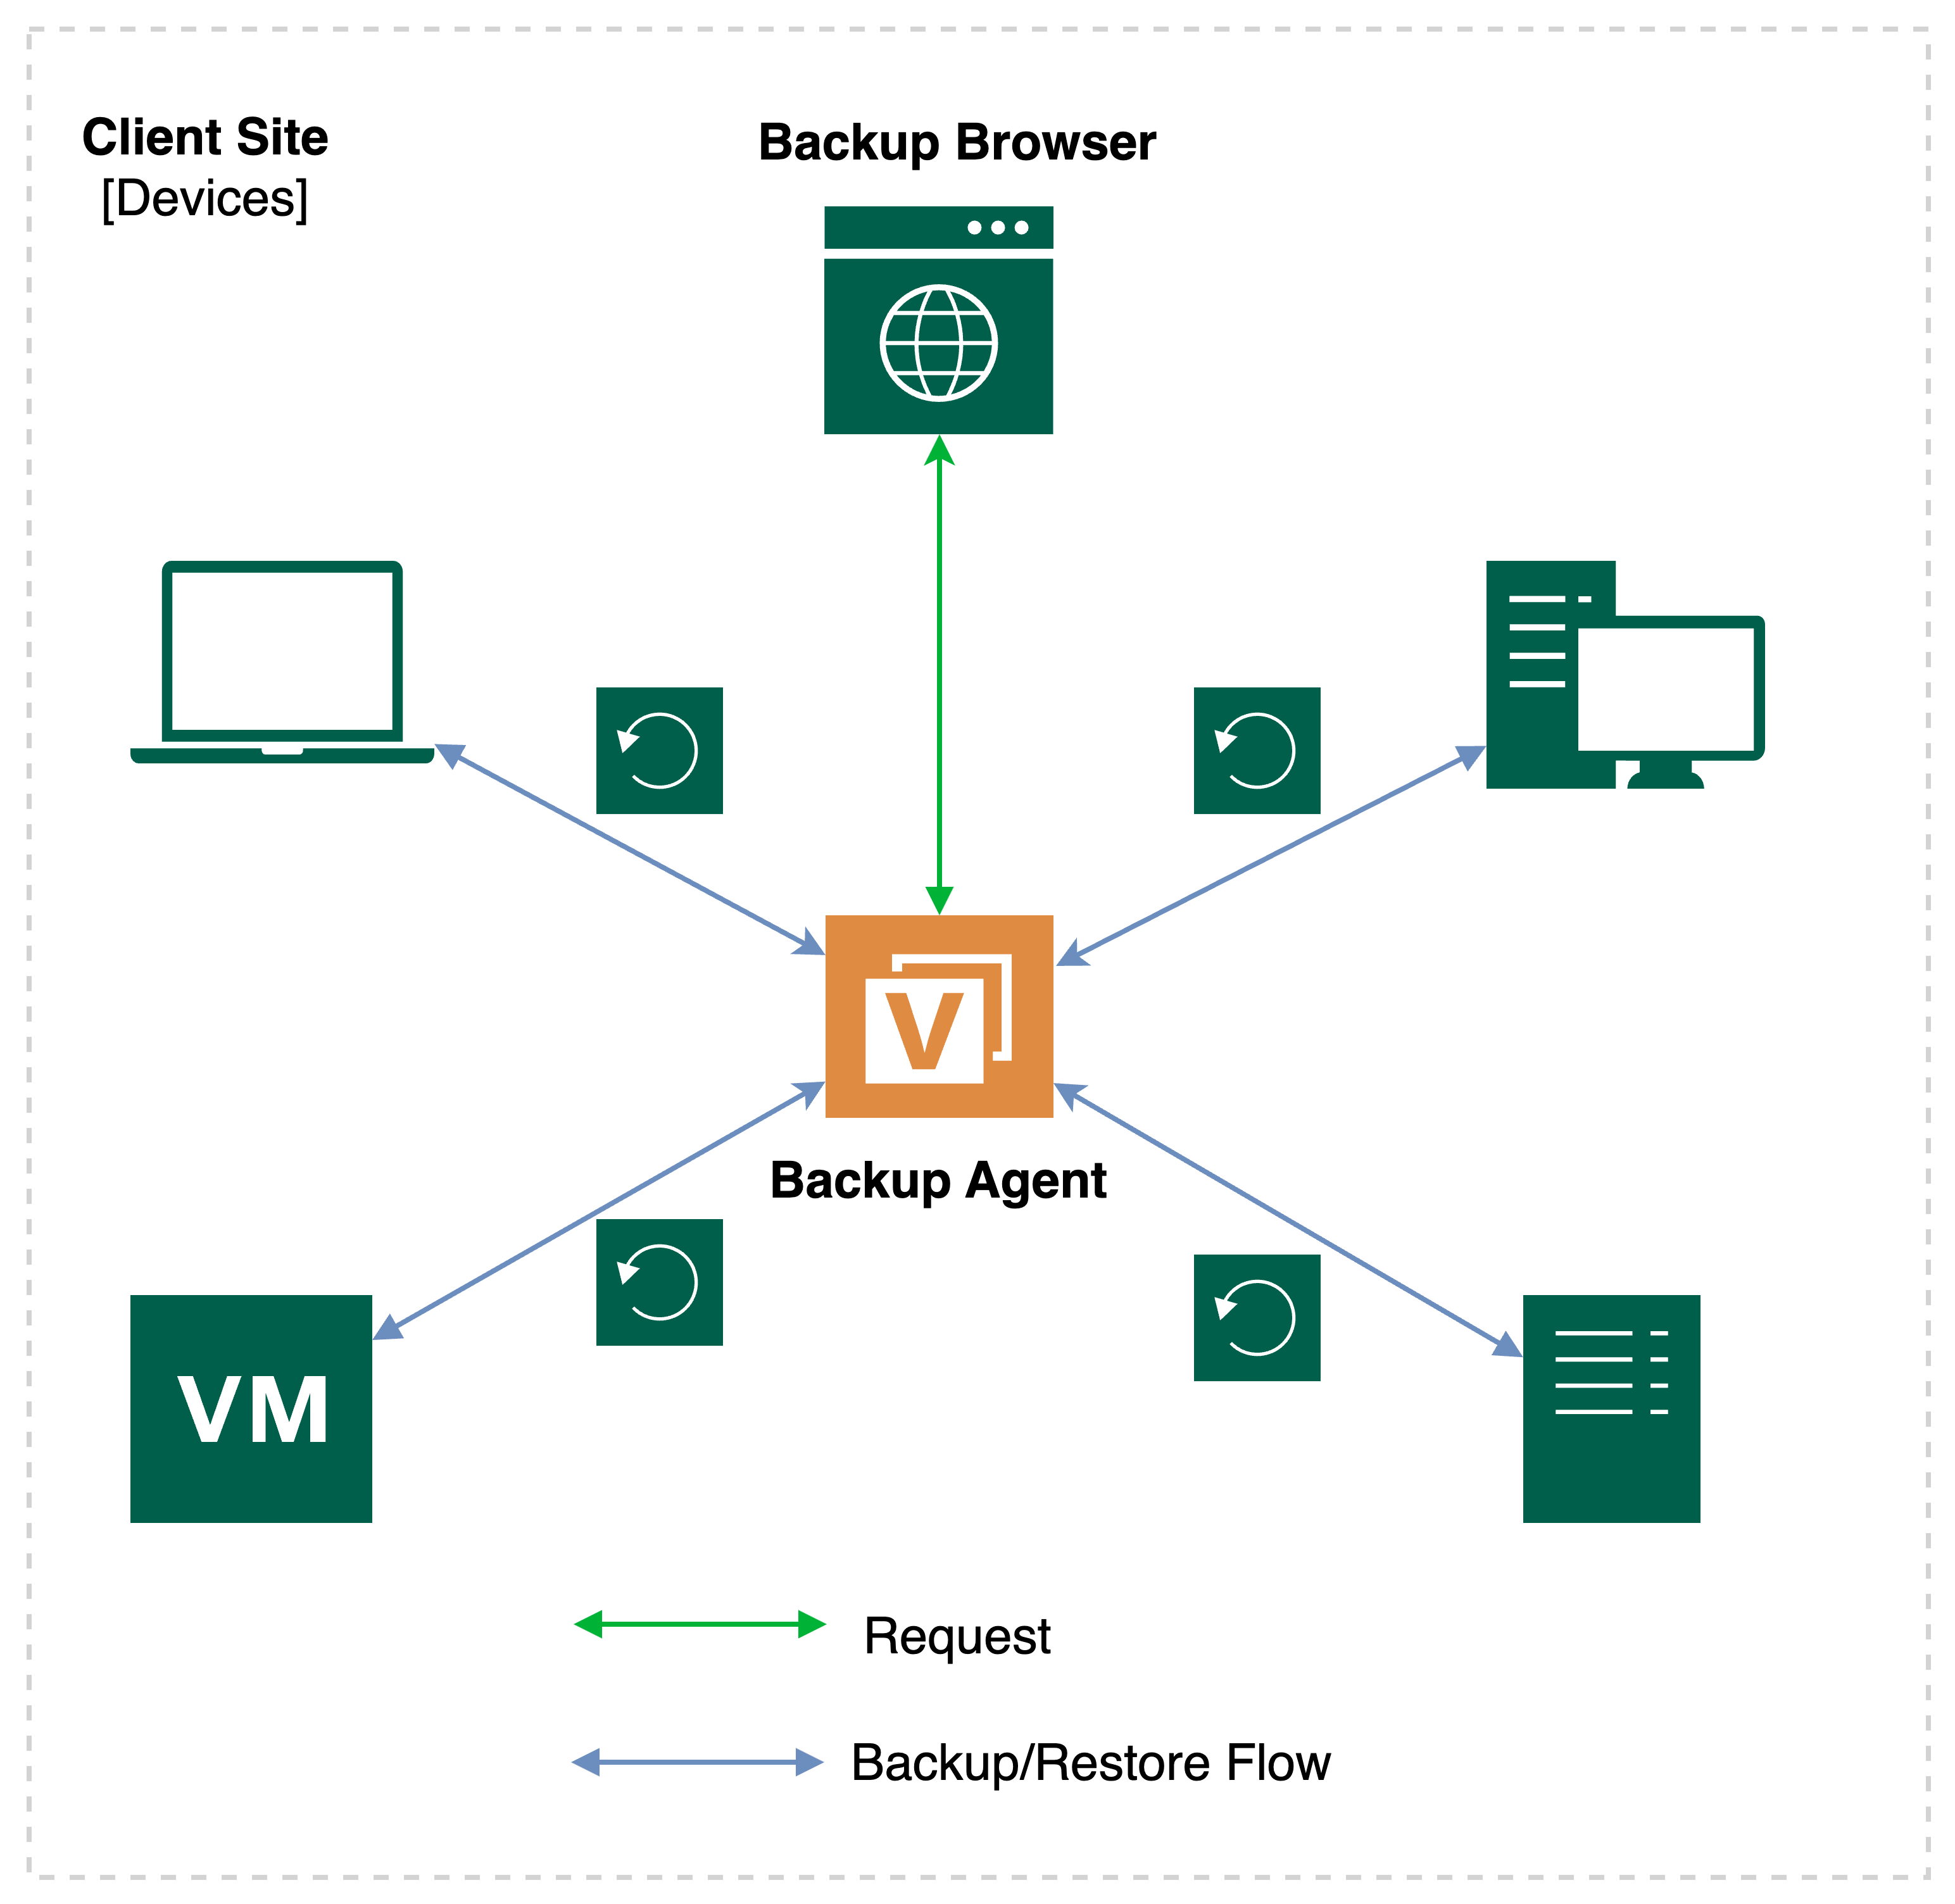 Client Site
[Devices]
Backup Browser
V
Backup Agent
VM
Request
Backup/Restore Flow